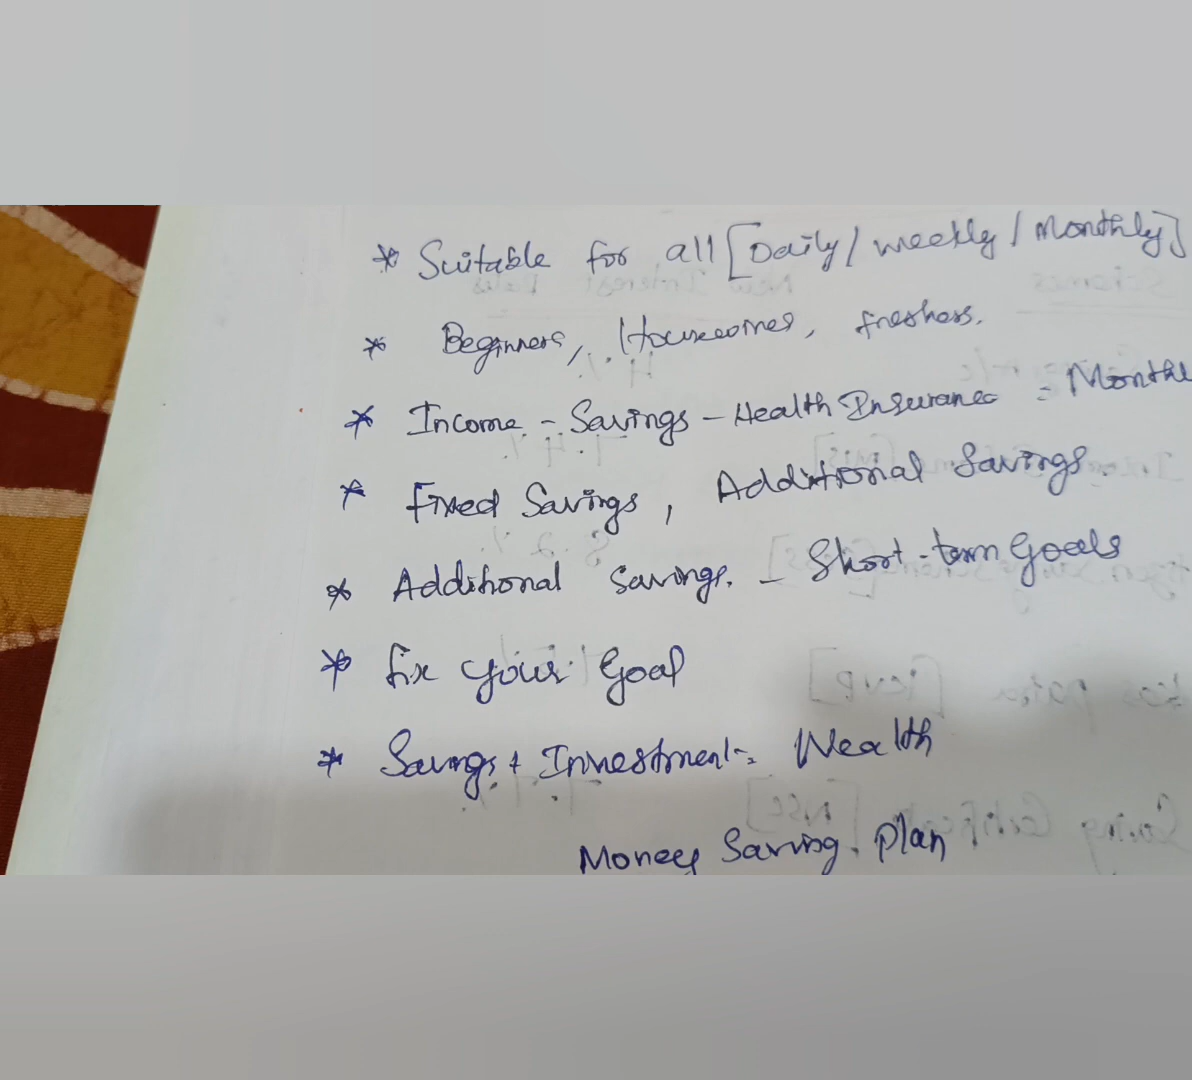 * Suitable for all [Daily / weekly / Monthly]
* Beginners, Housewives, freshers.
* Income - Savings - Health Insurance = Monthl
* Fixed Savings, Additional Savings.
* Additional Savings. - Short-term Goals
* fix your Goal
* Savings + Investment = Wealth
Money Saving Plan